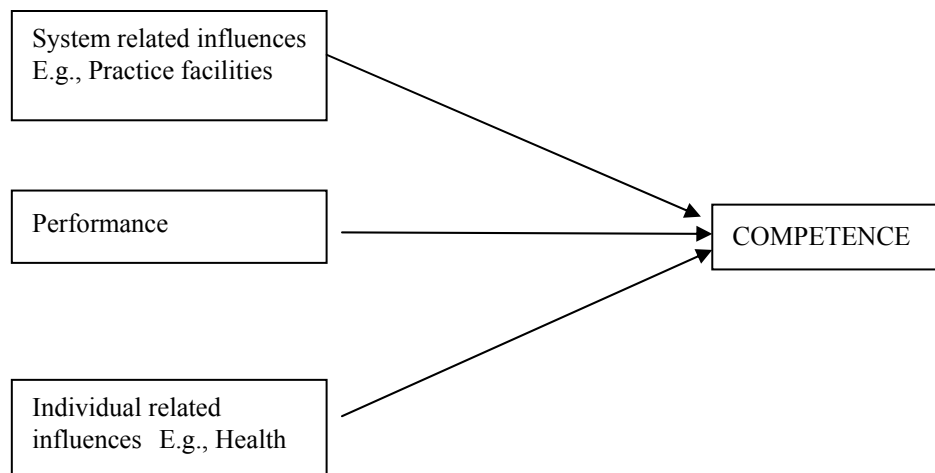 System related influences
E.g., Practice facilities
Performance
COMPETENCE
Individual related
influences E.g., Health